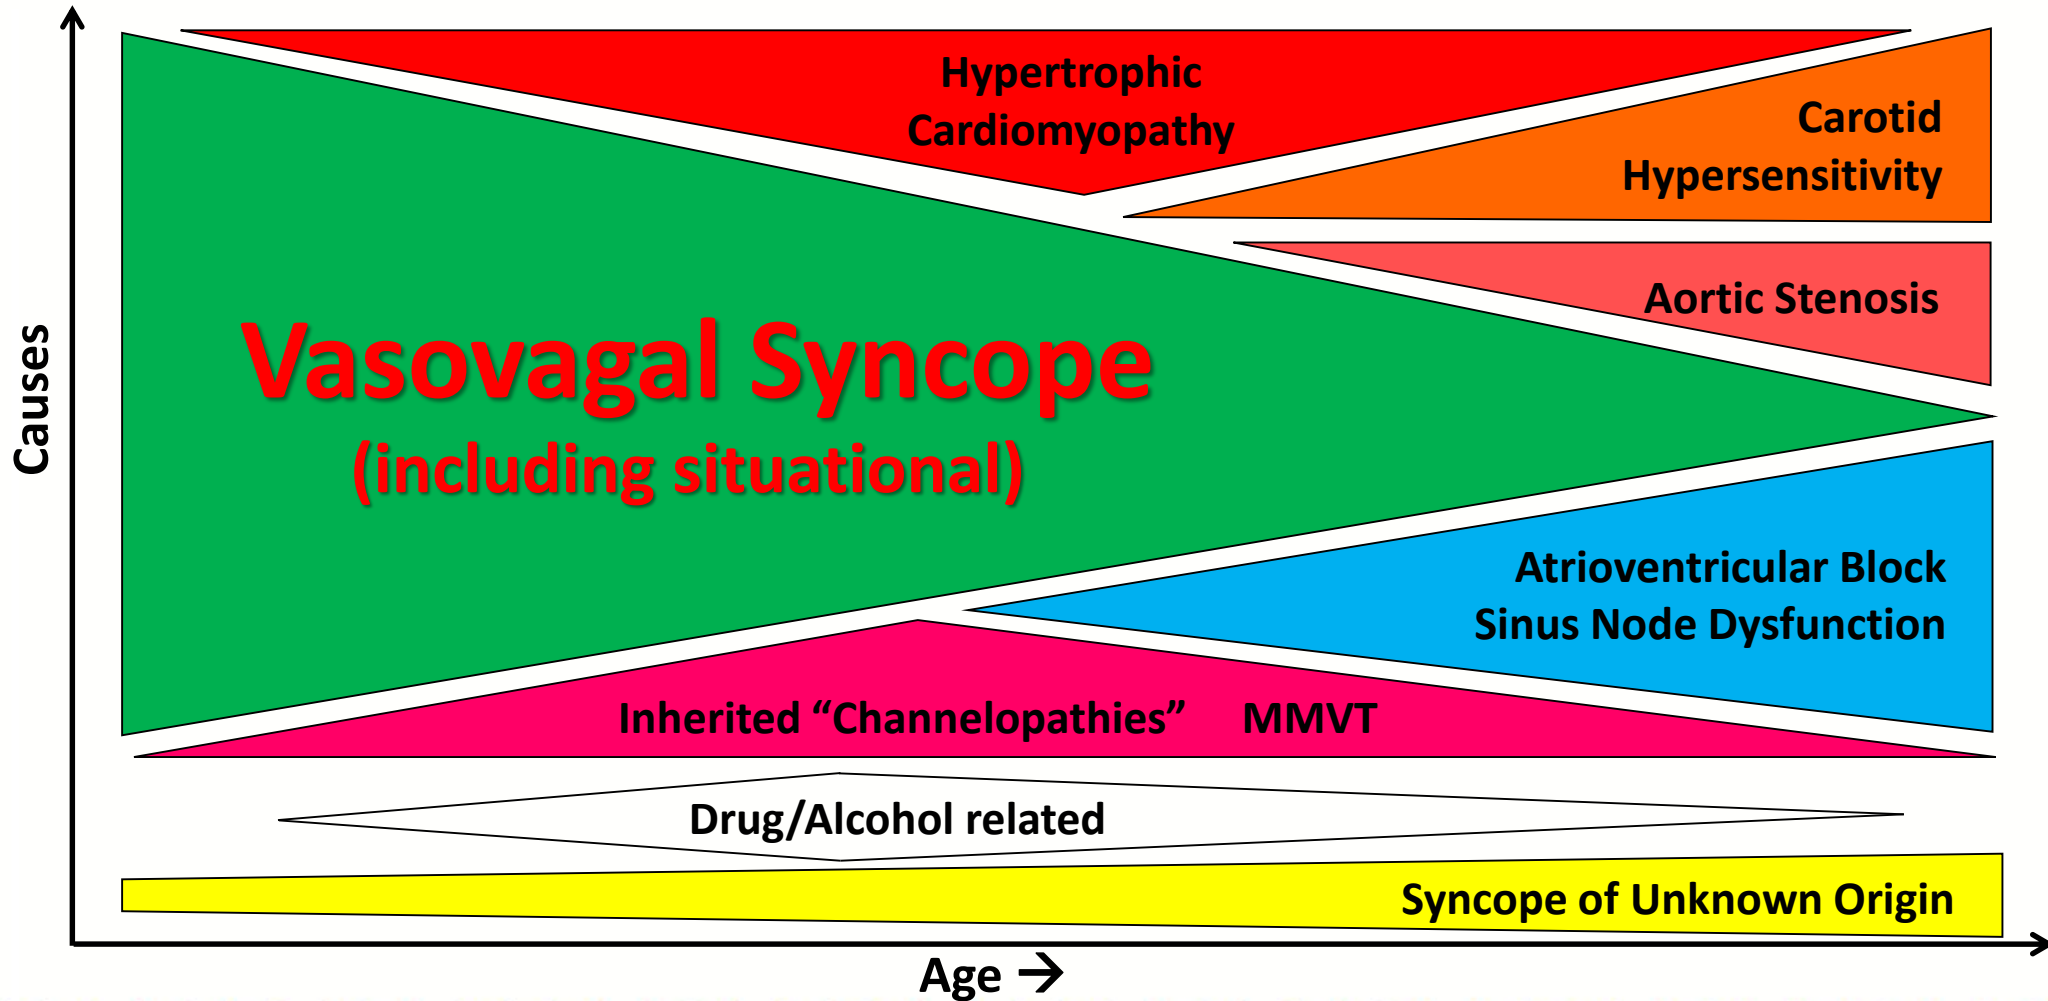 Hypertrophic
Cardiomyopathy
Carotid
Hypersensitivity
Aortic Stenosis
Vasovagal Syncope
(including situational)
Causes
Atrioventricular Block
Sinus Node Dysfunction
Inherited “Channelopathies” MMVT
Drug/Alcohol related
Syncope of Unknown Origin
Age →